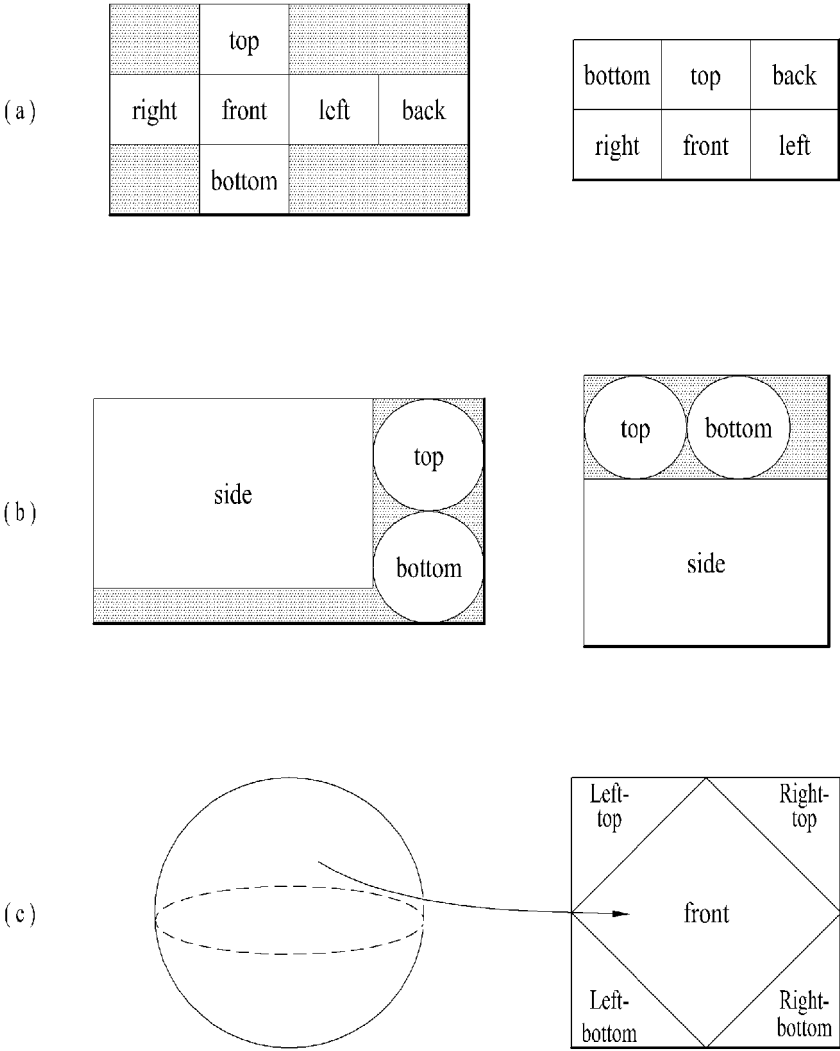 top
(a)
right front left back
bottom
bottom top back
right front left
(b)
side
top
bottom
top bottom
side
(c)
Left-
top
Right-
top
front
Left-
bottom
Right-
bottom